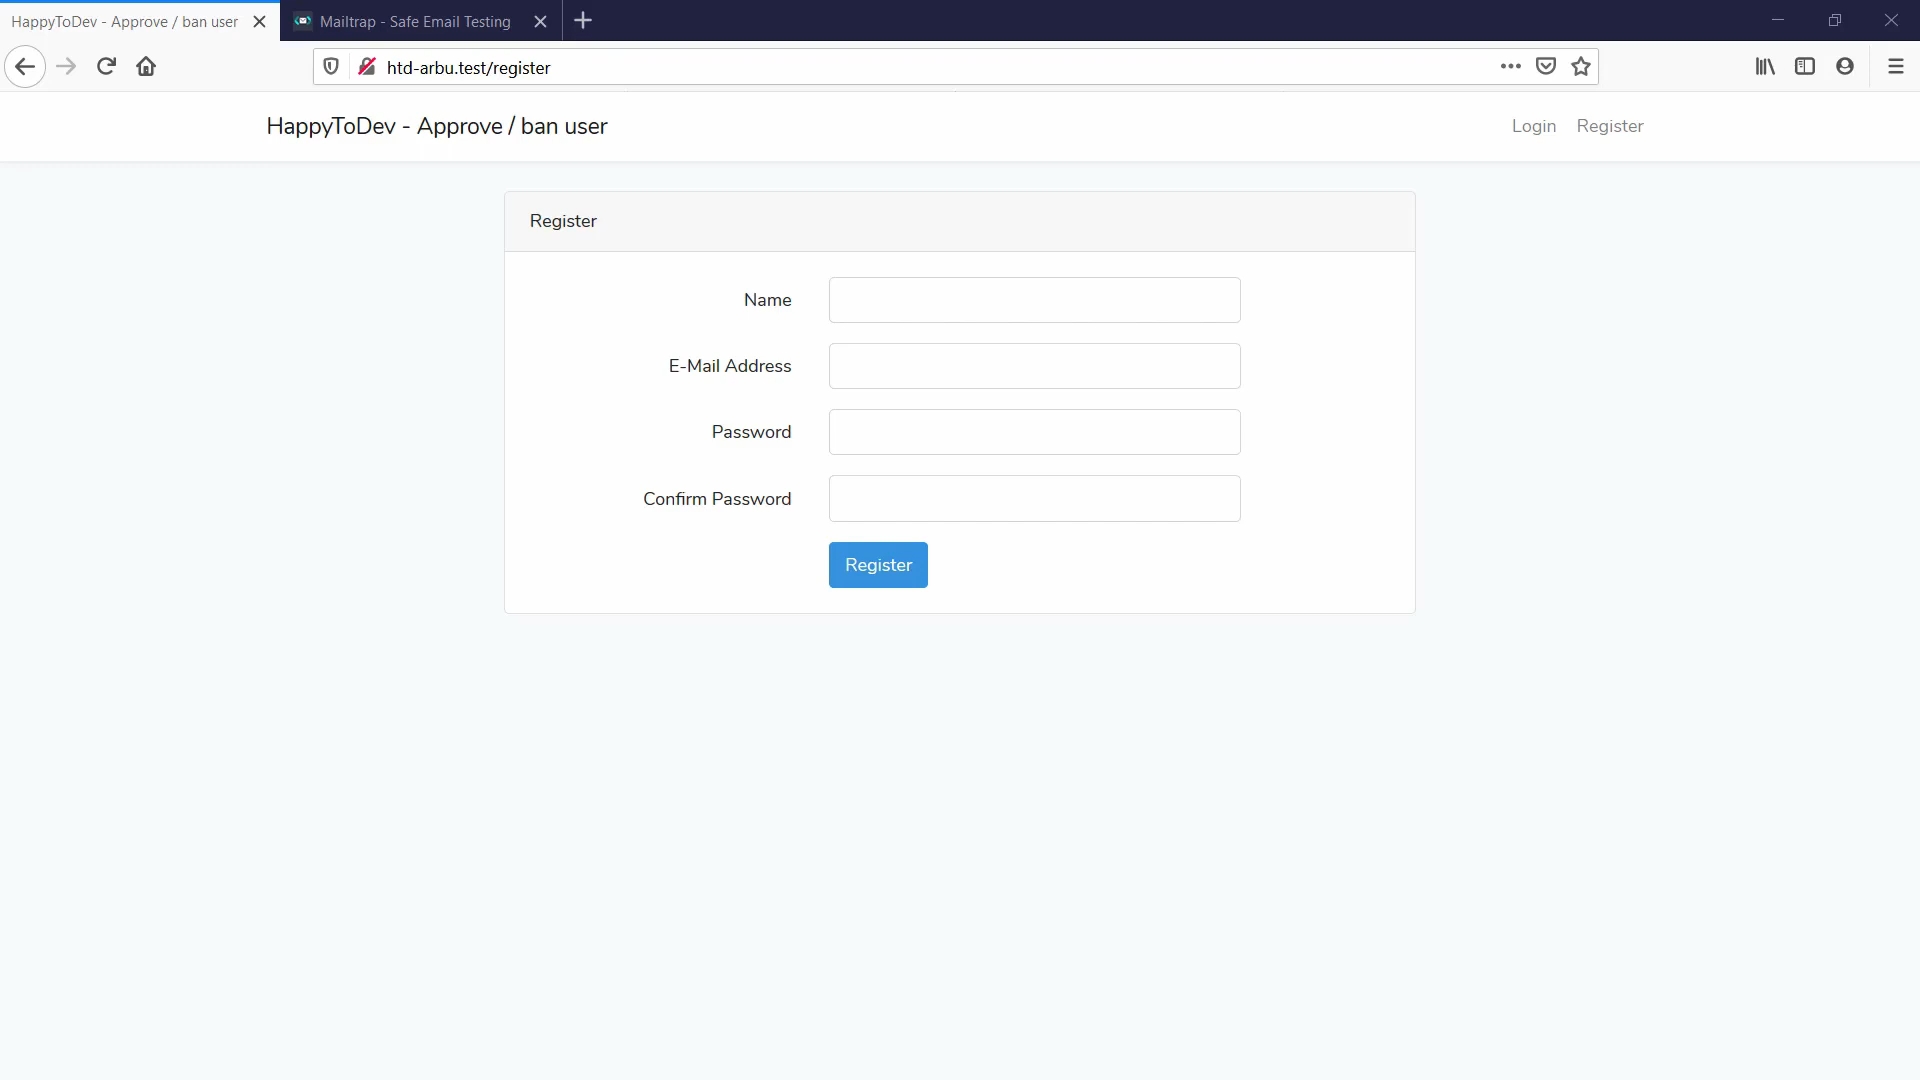 HappyToDev - Approve / ban user
Mailtrap - Safe Email Testing
htd-arbu.test/register
HappyToDev - Approve / ban user
Login
Register
Register
Name
E-Mail Address
Password
Confirm Password
Register